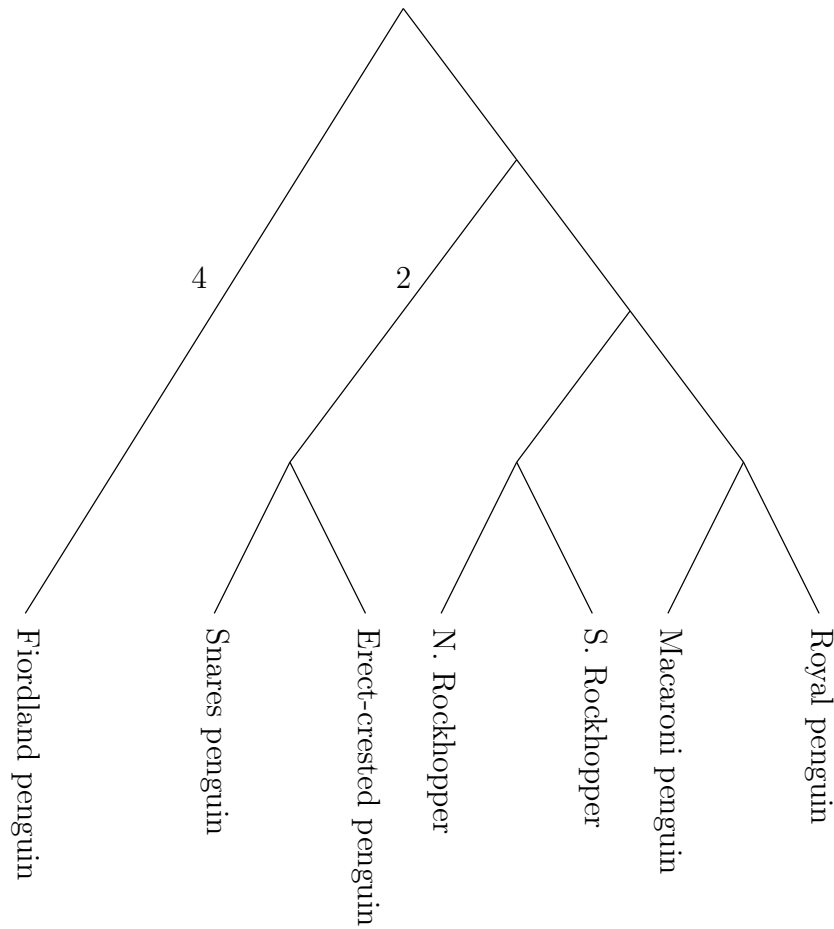 4
2
Fiordland penguin
Snares penguin
Erect-crested penguin
N. Rockhopper
S. Rockhopper
Macaroni penguin
Royal penguin